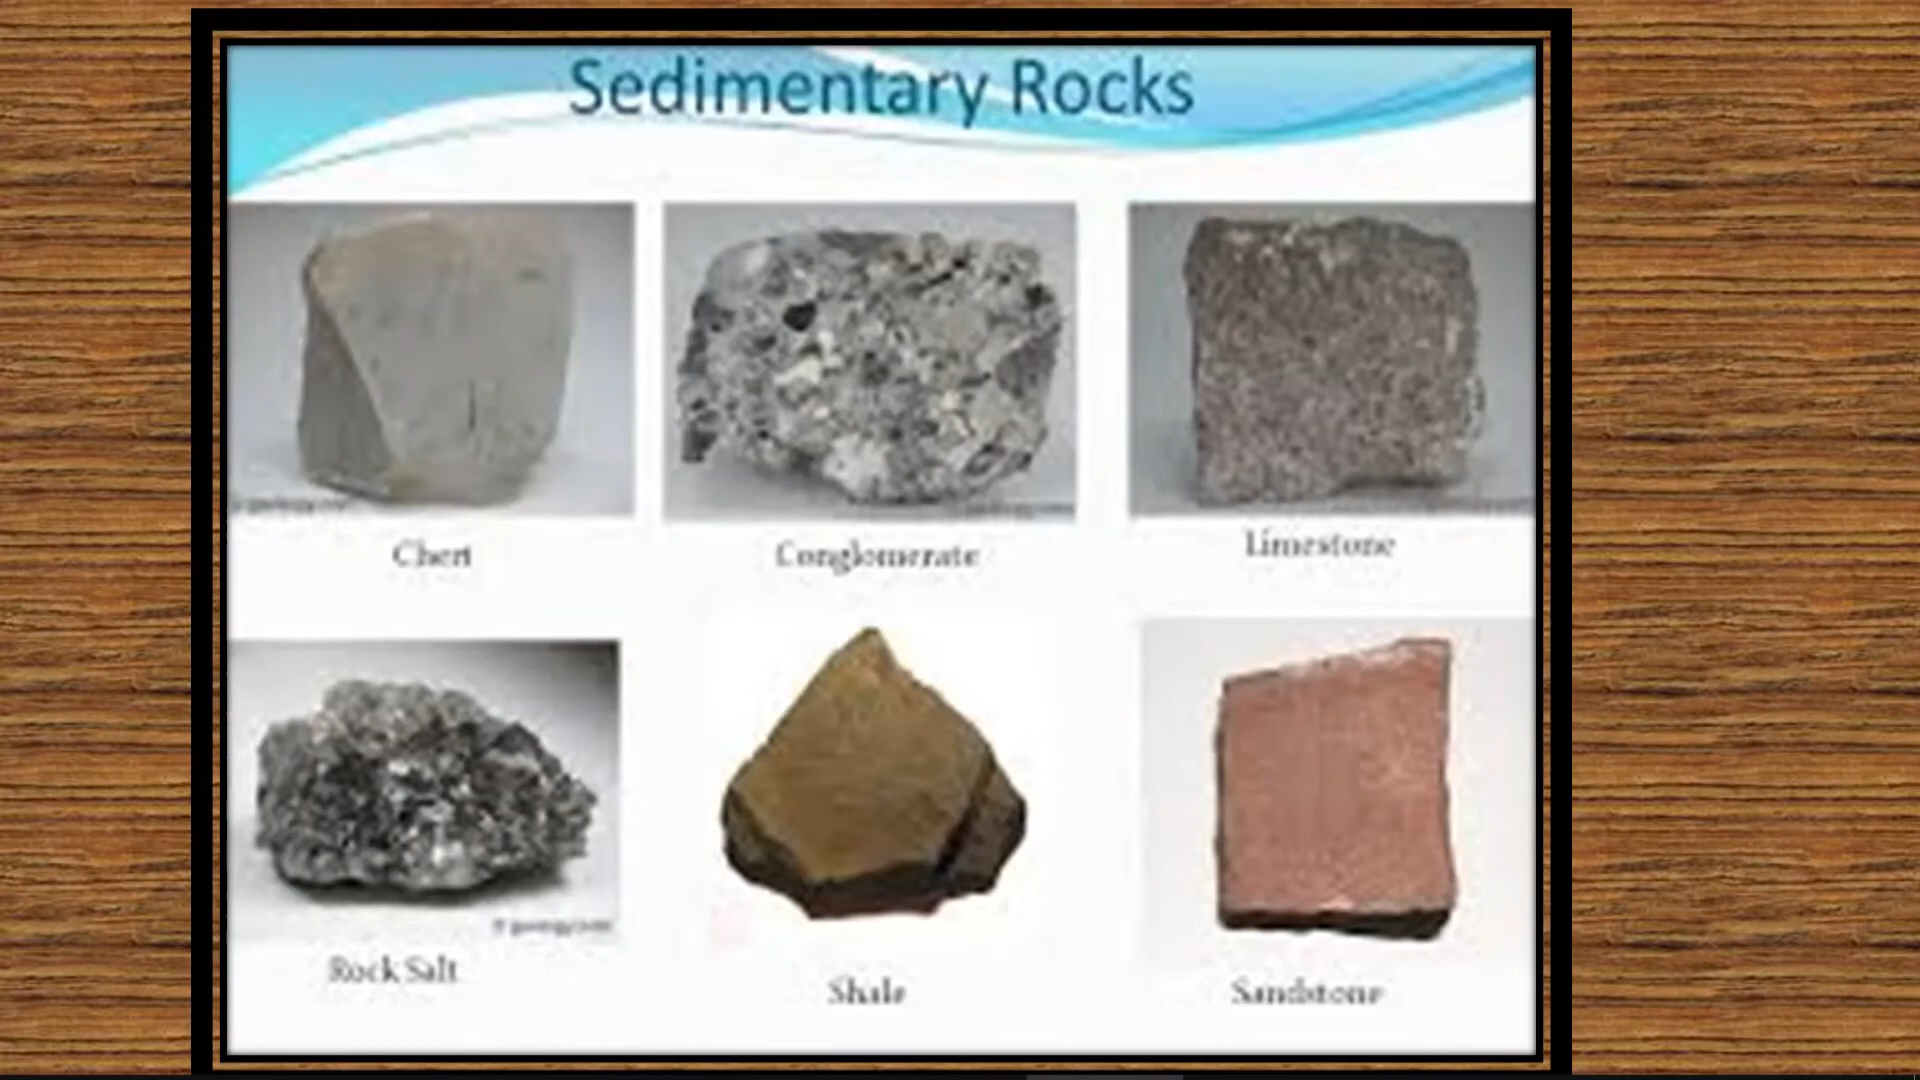 Sedimentary Rocks
Chert
Conglomerate
Limestone
Rock Salt
Shale
Sandstone